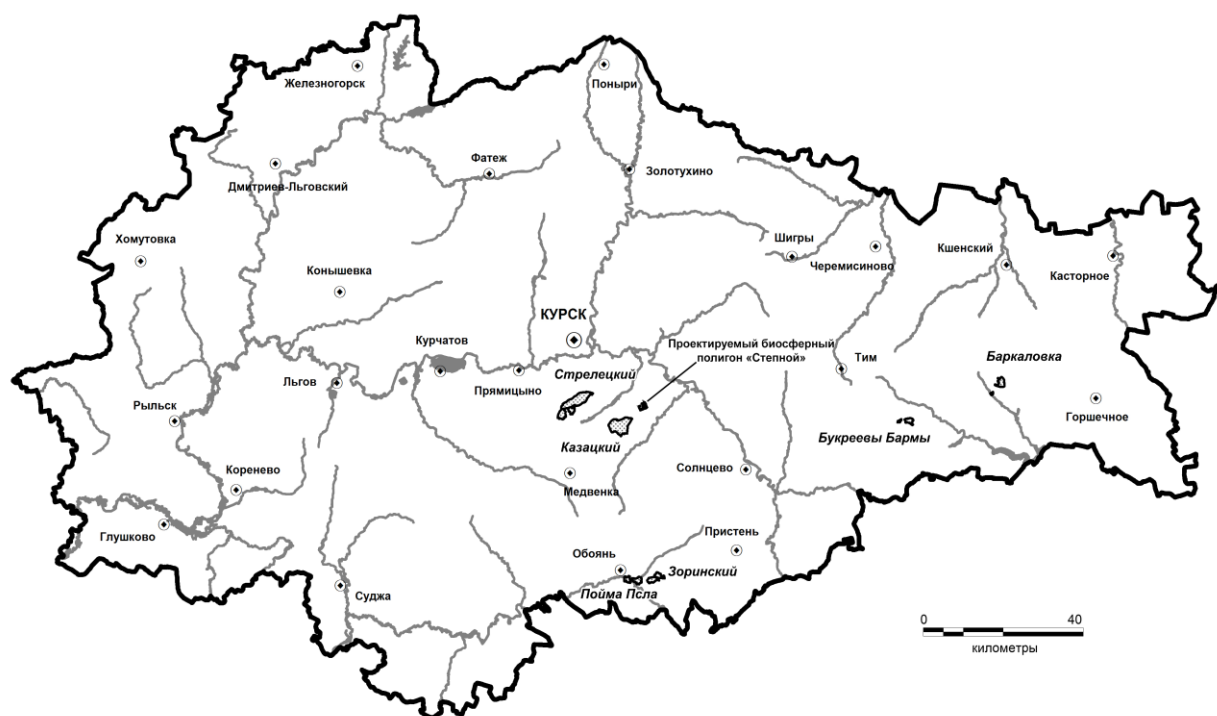 Железногорск
Поныри
Фатеж
Золотухино
Дмитриев-Льговский
Хомутовка
Шигры
Черемисиново
Кшенский
Касторное
Конышевка
КУРСК
Курчатов
Проектируемый биосферный
полигон «Степной»
Тим
Баркаловка
Стрелецкий
Льгов
Прямицыно
Рыльск
Горшечное
Букреевы Бармы
Казацкий
Коренево
Солнцево
Медвенка
Глушково
Пристень
Обоянь
Зоринский
Пойма Псла
Суджа
0 40
километры